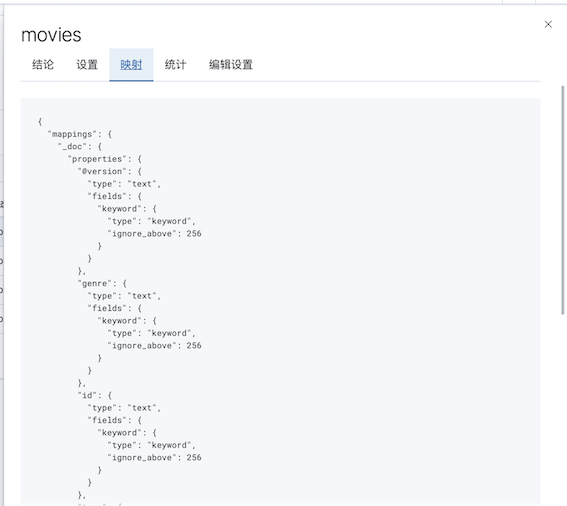 movies
结论 设置 映射 统计 编辑设置
{
  "mappings": {
    "_doc": {
      "properties": {
        "@version": {
          "type": "text",
          "fields": {
            "keyword": {
              "type": "keyword",
              "ignore_above": 256
            }
          }
        },
        "genre": {
          "type": "text",
          "fields": {
            "keyword": {
              "type": "keyword",
              "ignore_above": 256
            }
          }
        },
        "id": {
          "type": "text",
          "fields": {
            "keyword": {
              "type": "keyword",
              "ignore_above": 256
            }
          }
        },